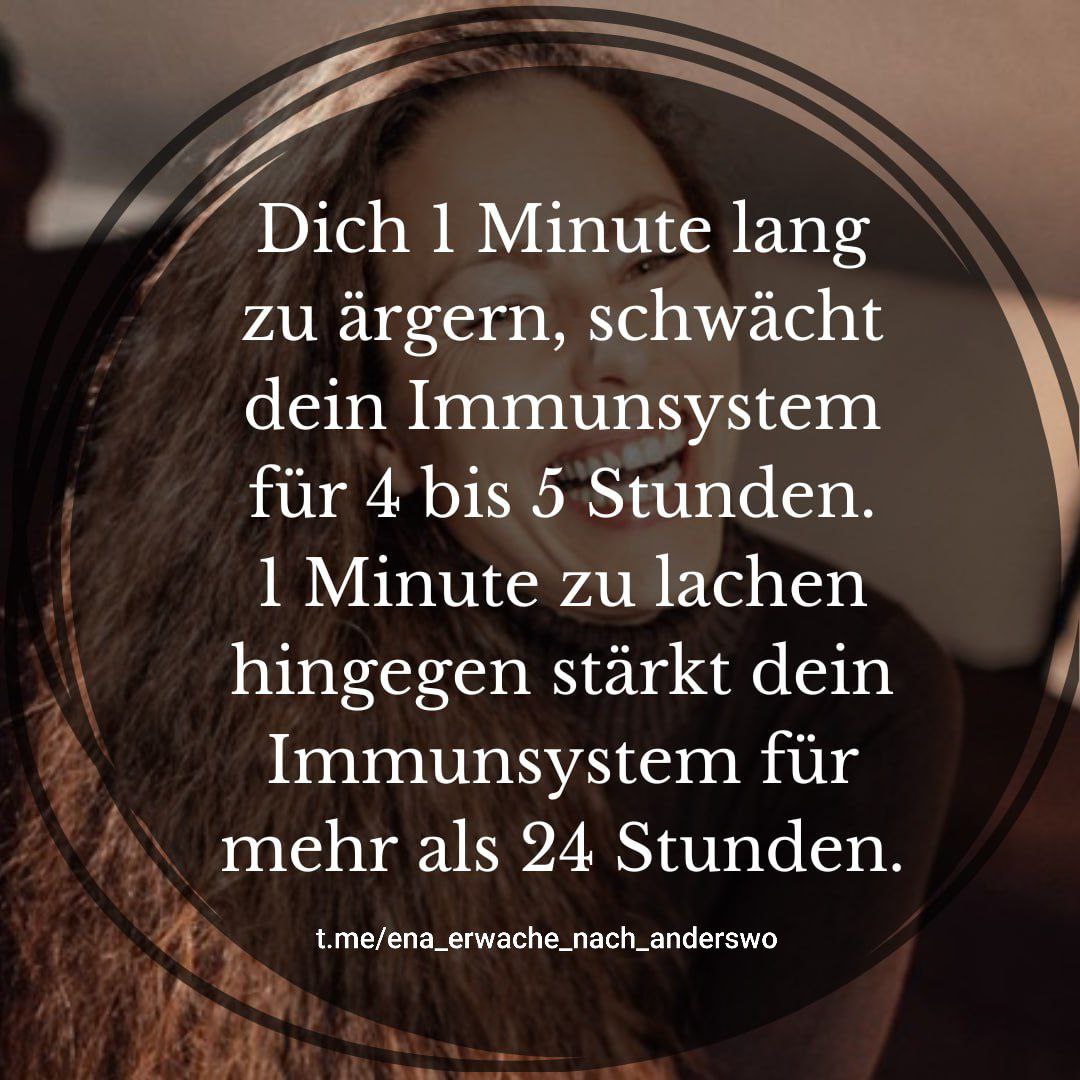 Dich 1 Minute lang
zu ärgern, schwächt
dein Immunsystem
für 4 bis 5 Stunden.
1 Minute zu lachen
hingegen stärkt dein
Immunsystem für
mehr als 24 Stunden.
t.me/ena_erwache_nach_anderswo